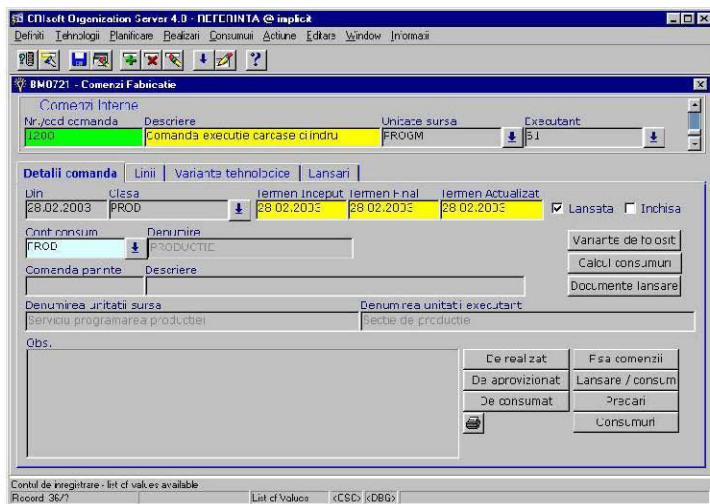 CRIsoft Organization Server 4.0 - REFERINTA @ implicit
Definiti Tehnologii Planificare Realizari Consumuri Actiune Editare Window Informatii
BM0721 - Comenzi Fabricatie
Comenzi Interne
Nr./cod comanda Descriere Unitate sursa Executant
1200 Comanda executie carcase cilindru PROGM S1
Detalii comanda Linii Variante tehnologice Lansari
Din Clasa Termen Inceput Termen Final Termen Actualizat
28.02.2003 PROD 28.02.2003 28.02.2003 28.02.2003 Lansata Inchisa
Cont consum Denumire
PROD PRODUCTIE
Variante de folosit
Calcul consumuri
Comanda parinte Descriere
Documente lansare
Denumirea unitatii sursa Denumirea unitatii executant
Serviciu programarea productiei Sectie de productie
Obs.
De realizat Fisa comenzii
De aprovizionat Lansare / consum
De consumat Predari
Consumuri
Contul de inregistrare - list of values available
Record 36/? List of Values <OSC> <DBG>